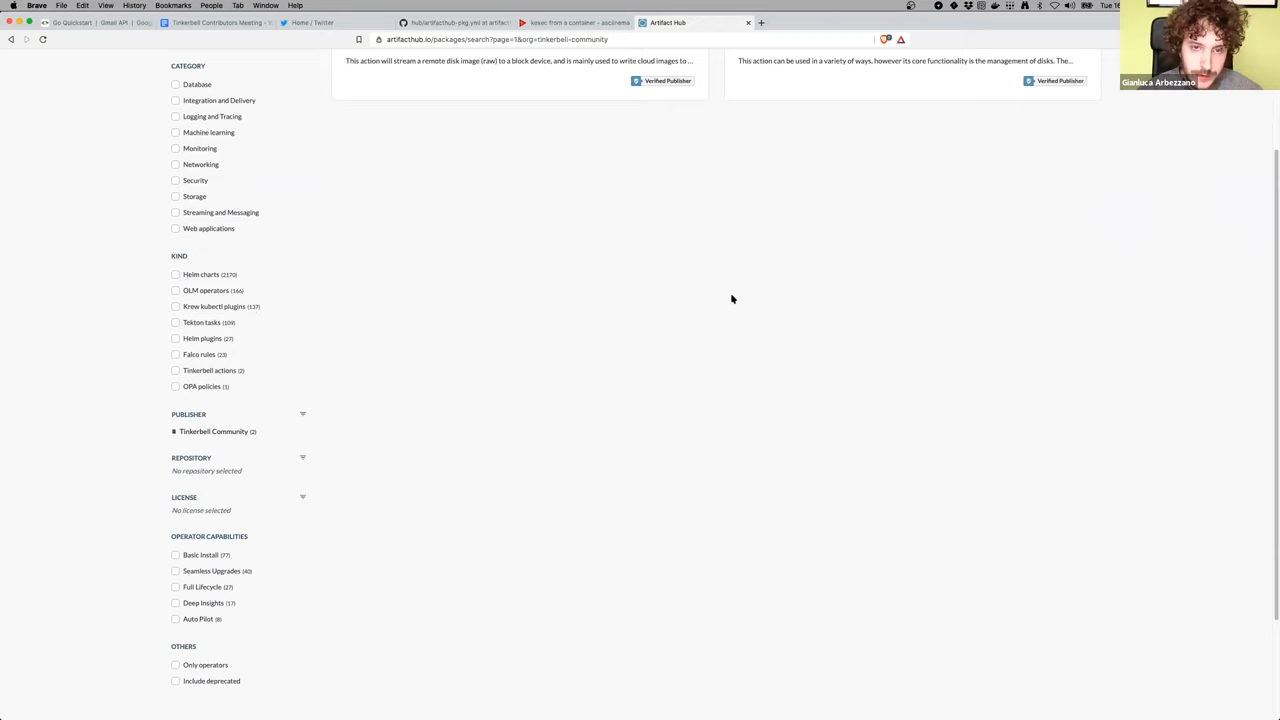 Brave File Edit View History Bookmarks People Tab Window Help
Go Quickstart | Gmail API | Goog
Tinkerbell Contributors Meeting -
Home / Twitter
hub/artifacthub-pkg.yml at artifact
kexec from a container - asciinema
Artifact Hub
artifacthub.io/packages/search?page=1&org=tinkerbell-community
Gianluca Arbezzano
This action will stream a remote disk image (raw) to a block device, and is mainly used to write cloud images to ...
Verified Publisher
This action can be used in a variety of ways, however its core functionality is the management of disks. The...
Verified Publisher
CATEGORY
Database
Integration and Delivery
Logging and Tracing
Machine learning
Monitoring
Networking
Security
Storage
Streaming and Messaging
Web applications
KIND
Helm charts (2170)
OLM operators (166)
Krew kubectl plugins (137)
Tekton tasks (109)
Helm plugins (27)
Falco rules (23)
Tinkerbell actions (2)
OPA policies (1)
PUBLISHER
Tinkerbell Community (2)
REPOSITORY
No repository selected
LICENSE
No license selected
OPERATOR CAPABILITIES
Basic Install (77)
Seamless Upgrades (40)
Full Lifecycle (27)
Deep Insights (17)
Auto Pilot (8)
OTHERS
Only operators
Include deprecated